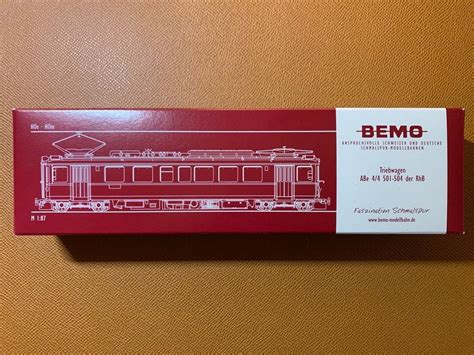 H0e - H0m
M 1:87
BEMO
ANSPRUCHSVOLLE SCHWEIZER UND DEUTSCHE
SCHMALSPUR-MODELLBAHNEN
Triebwagen
ABe 4/4 501-504 der RhB
Faszination Schmalspur
www.bemo-modellbahn.de